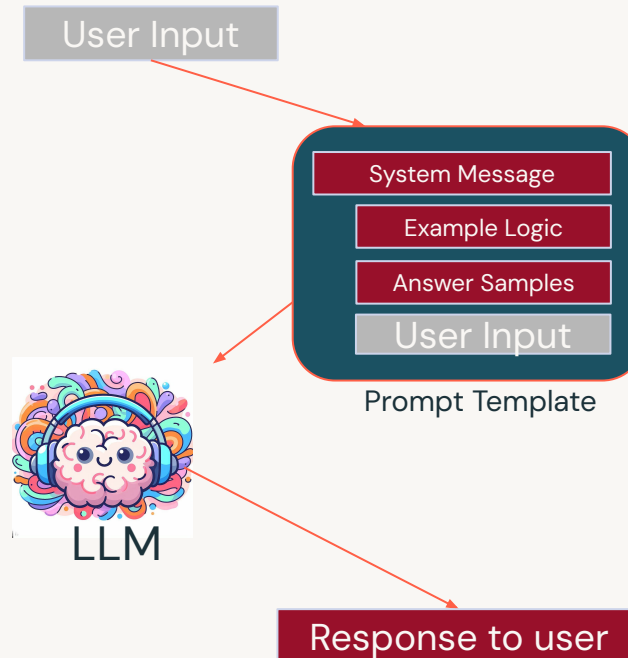 User Input
System Message
Example Logic
Answer Samples
User Input
Prompt Template
LLM
Response to user